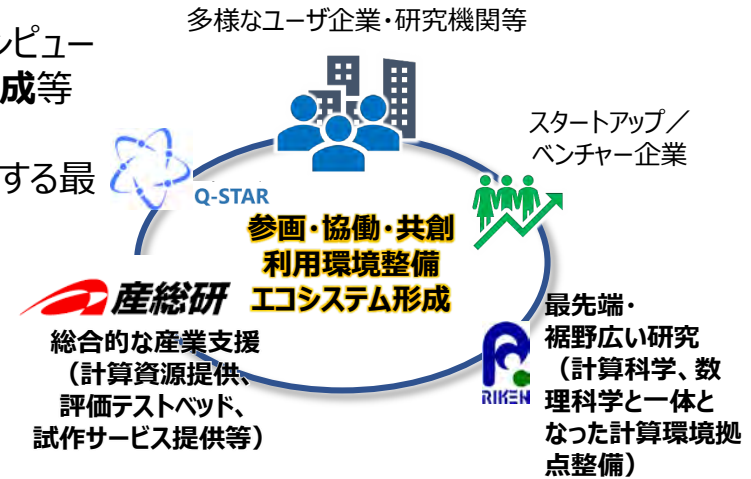 多様なユーザ企業・研究機関等
ンピュー
成等
する最
スタートアップ／
ベンチャー企業
Q-STAR
参画・協働・共創
利用環境整備
エコシステム形成
産総研
総合的な産業支援
（計算資源提供、
評価テストベッド、
試作サービス提供等）
RIKEN
最先端・
裾野広い研究
（計算科学、数
理科学と一体と
なった計算環境拠
点整備）